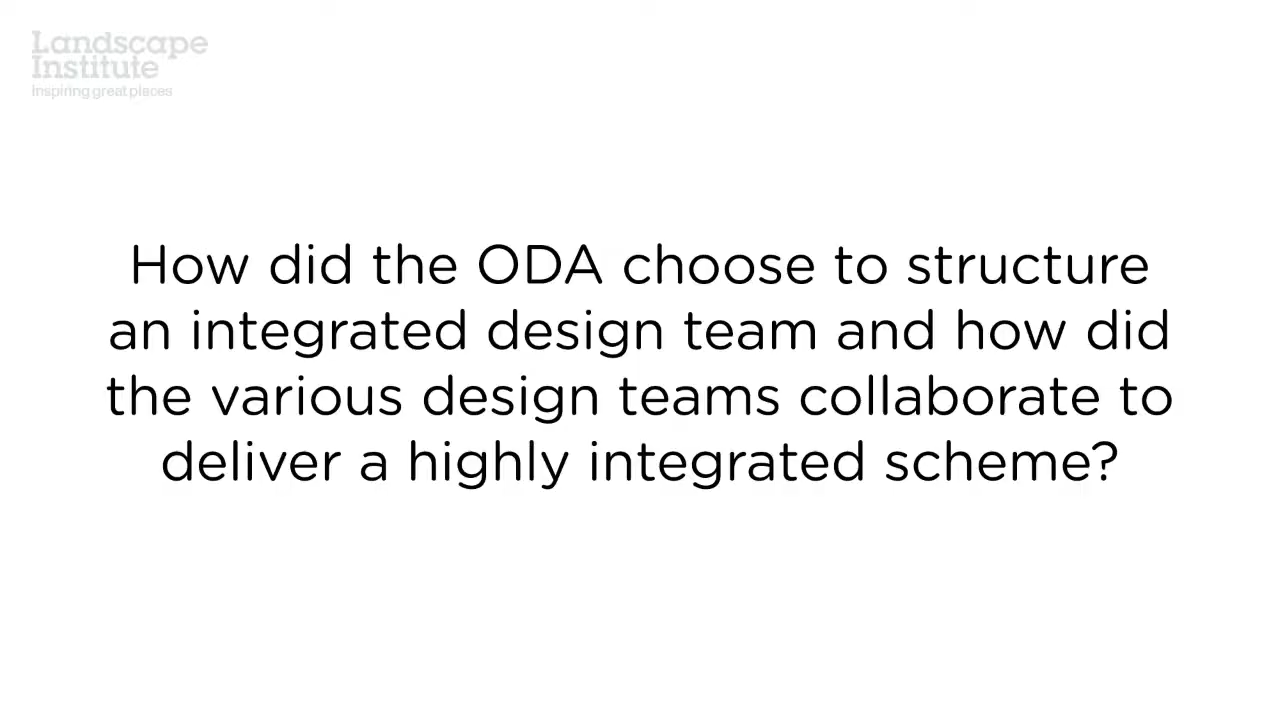 Landscape
Institute
Inspiring great places
How did the ODA choose to structure
an integrated design team and how did
the various design teams collaborate to
deliver a highly integrated scheme?